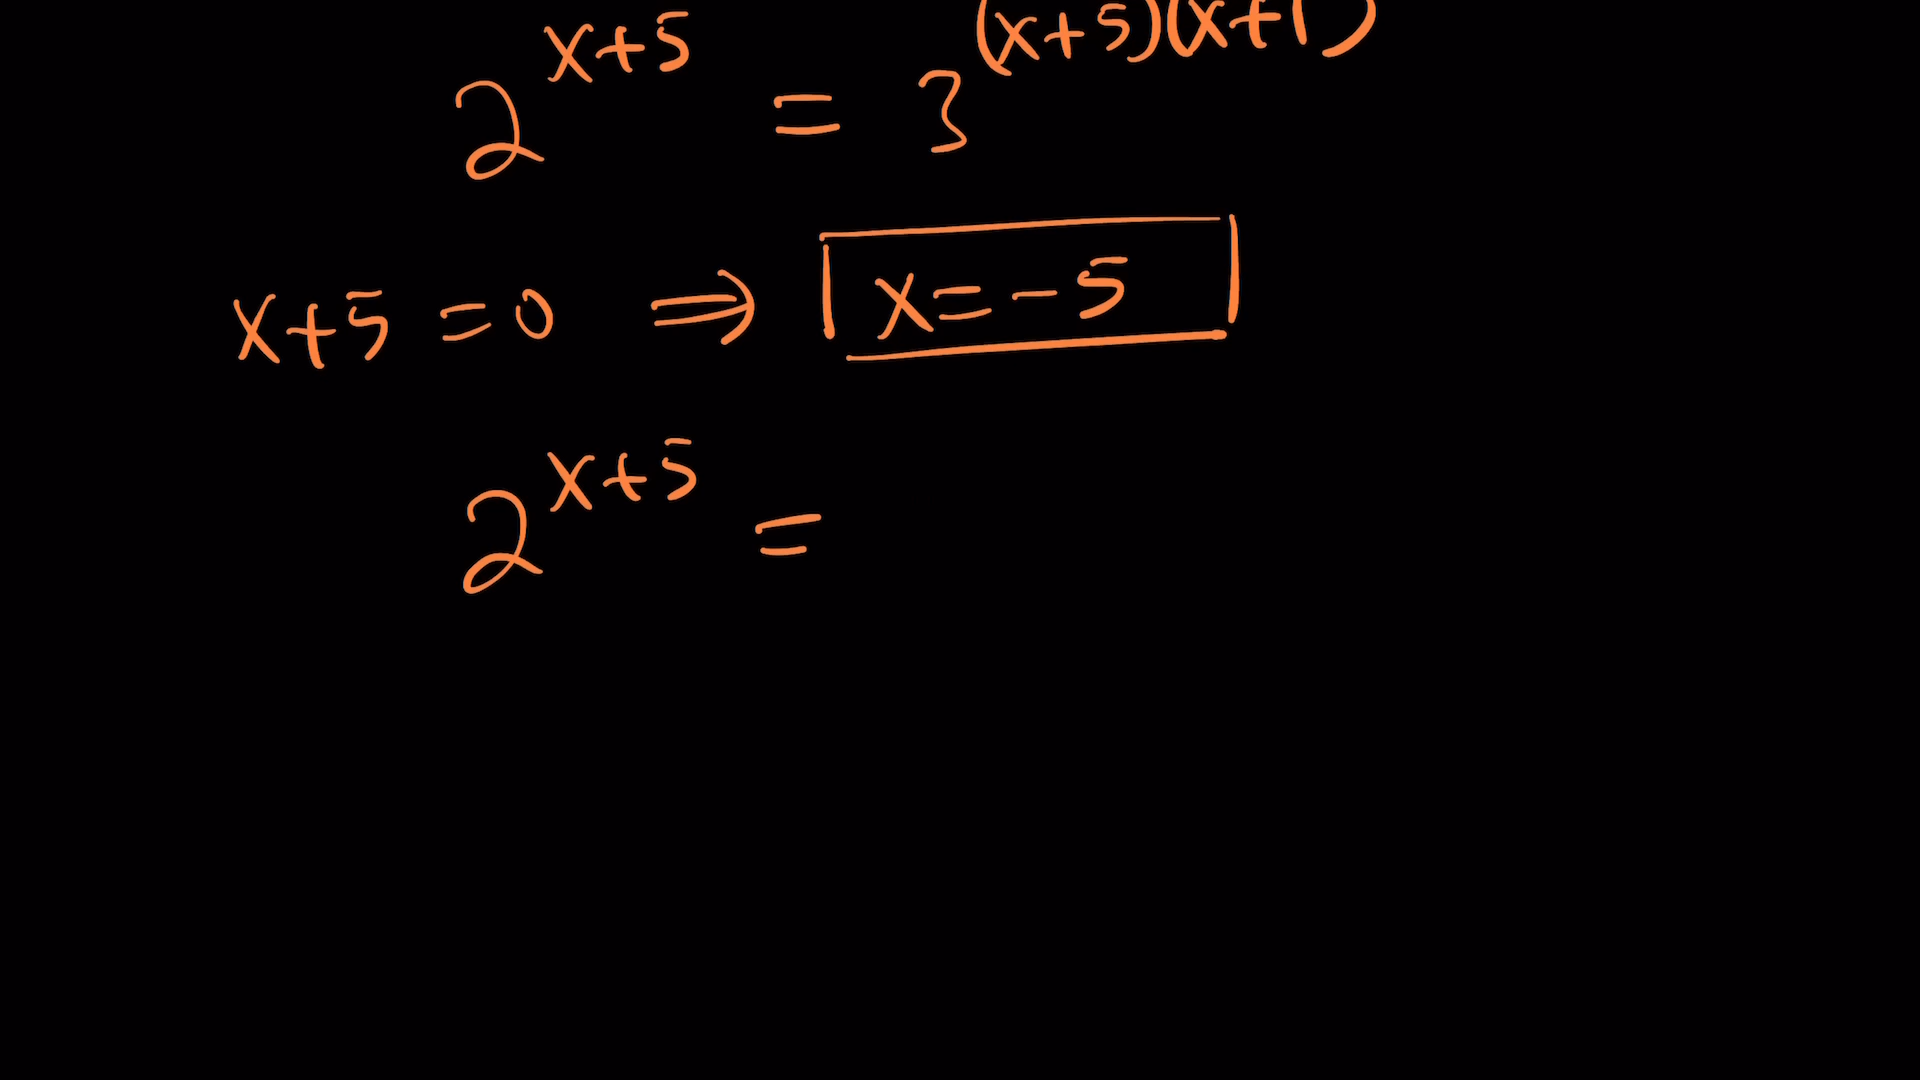 2^{x+5} = 3^{(x+5)(x+1)}
x+5=0 ⇒ x=-5
2^{x+5} =